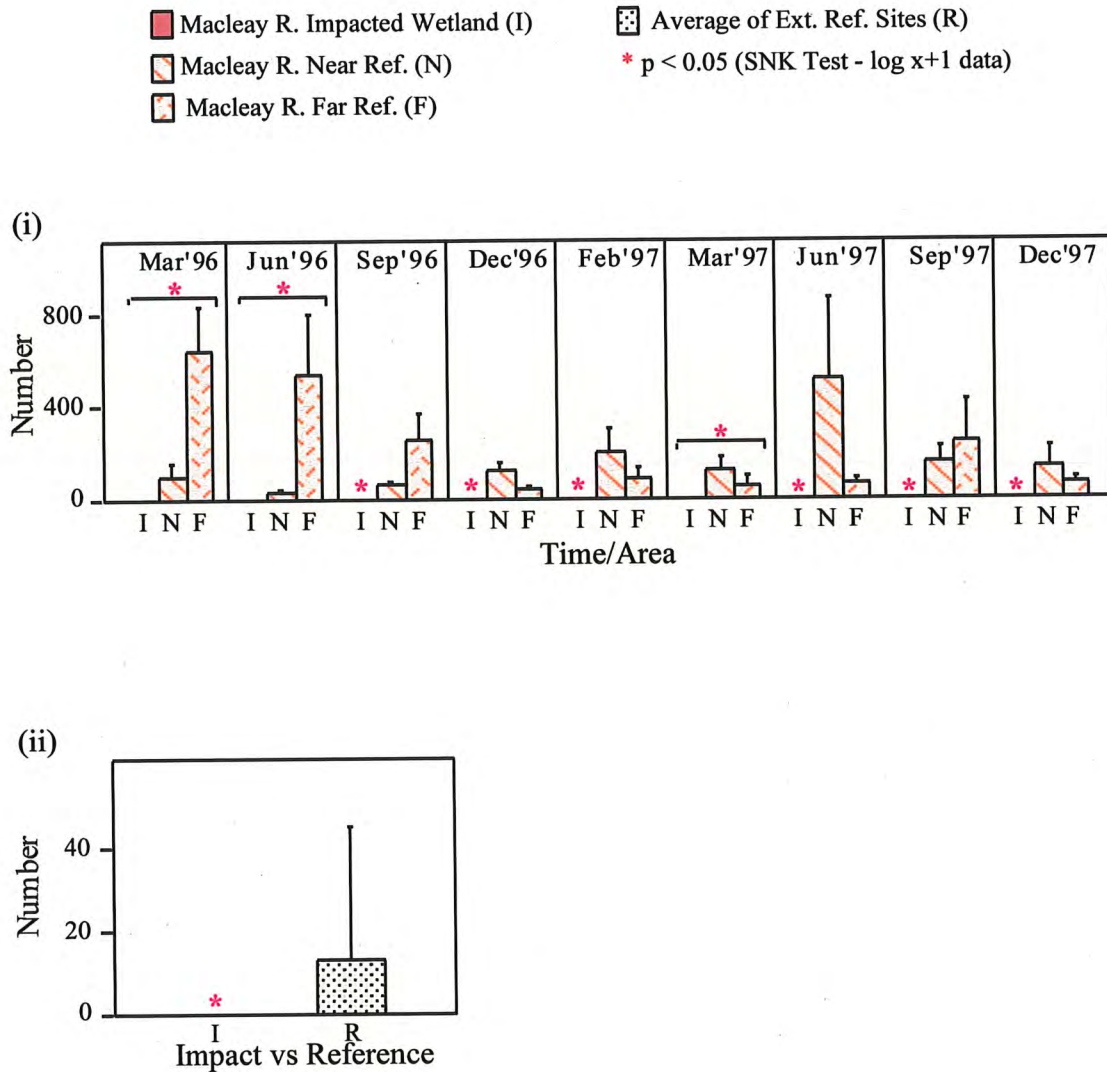 Macleay R. Impacted Wetland (I)
Macleay R. Near Ref. (N)
Macleay R. Far Ref. (F)
Average of Ext. Ref. Sites (R)
* p < 0.05 (SNK Test - log x+1 data)
(i)
Mar'96 Jun'96 Sep'96 Dec'96 Feb'97 Mar'97 Jun'97 Sep'97 Dec'97
* * *
800
Number
400
* * * * * *
0
I N F I N F I N F I N F I N F I N F I N F I N F I N F
Time/Area
(ii)
Number
40
20
*
0
I R
Impact vs Reference